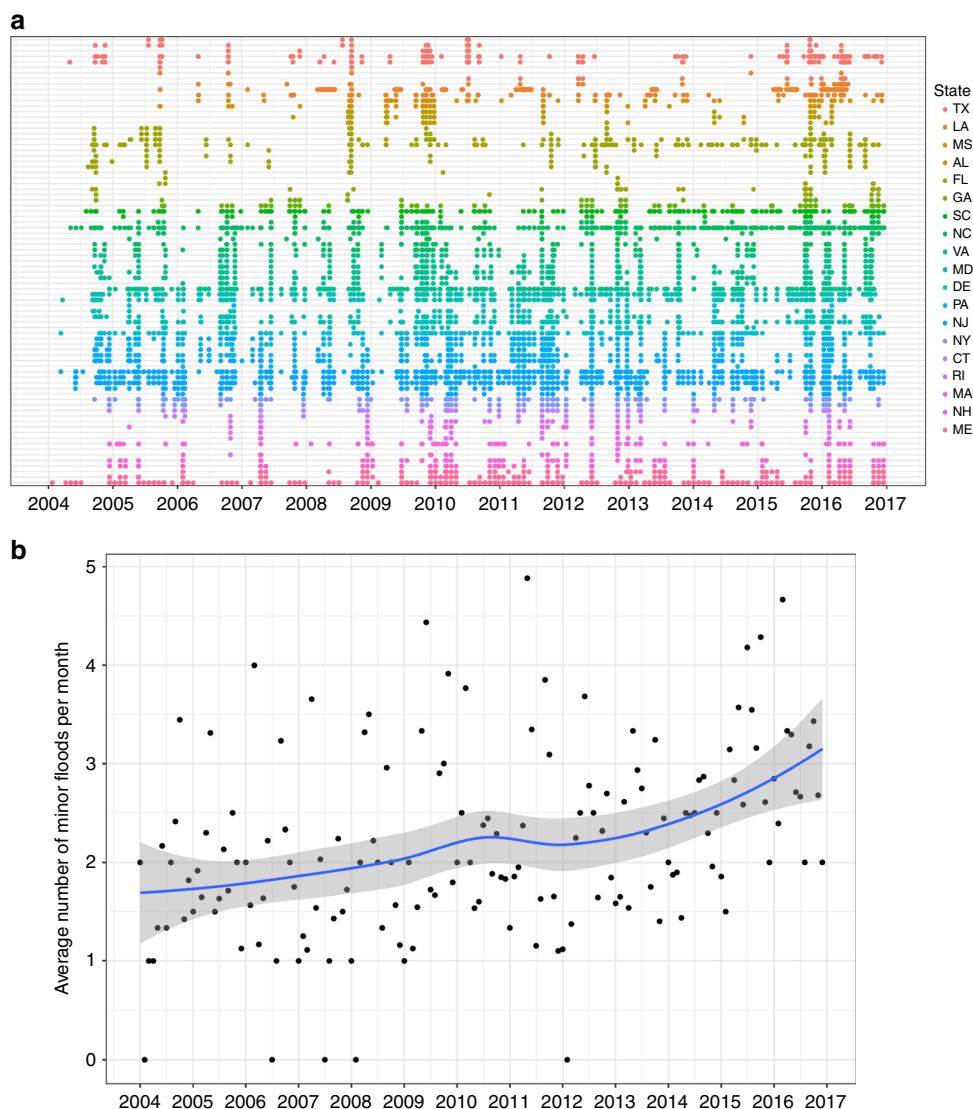 a
State
TX
LA
MS
AL
FL
GA
SC
NC
VA
MD
DE
PA
NJ
NY
CT
RI
MA
NH
ME
2004 2005 2006 2007 2008 2009 2010 2011 2012 2013 2014 2015 2016 2017
b
Average number of minor floods per month
5
4
3
2
1
0
2004 2005 2006 2007 2008 2009 2010 2011 2012 2013 2014 2015 2016 2017